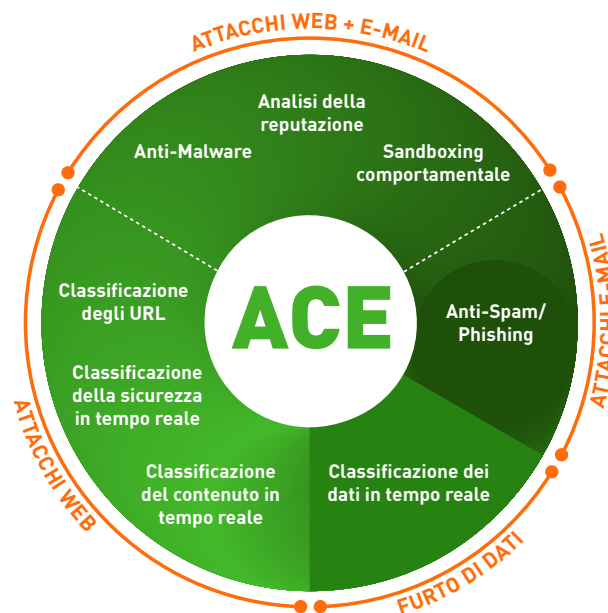 ATTACCHI WEB + E-MAIL
Analisi della
reputazione
Anti-Malware
Sandboxing
comportamentale
ACE
Classificazione
degli URL
Anti-Spam/
Phishing
ATTACCHI E-MAIL
Classificazione
della sicurezza
in tempo reale
ATTACCHI WEB
Classificazione
del contenuto in
tempo reale
Classificazione dei
dati in tempo reale
FURTO DI DATI